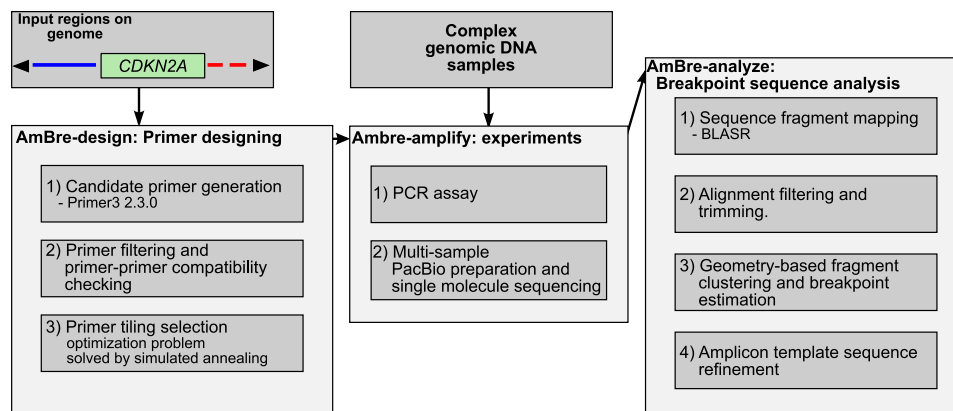 Input regions on
genome
CDKN2A
Complex
genomic DNA
samples
AmBre-design: Primer designing
1) Candidate primer generation
- Primer3 2.3.0
2) Primer filtering and
primer-primer compatibility
checking
3) Primer tiling selection
optimization problem
solved by simulated annealing
Ambre-amplify: experiments
1) PCR assay
2) Multi-sample
PacBio preparation and
single molecule sequencing
AmBre-analyze:
Breakpoint sequence analysis
1) Sequence fragment mapping
- BLASR
2) Alignment filtering and
trimming.
3) Geometry-based fragment
clustering and breakpoint
estimation
4) Amplicon template sequence
refinement